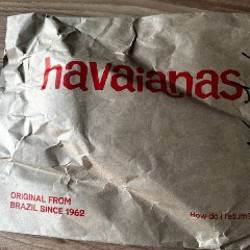 havaianas
ORIGINAL FROM
BRAZIL SINCE 1962
How do I return?